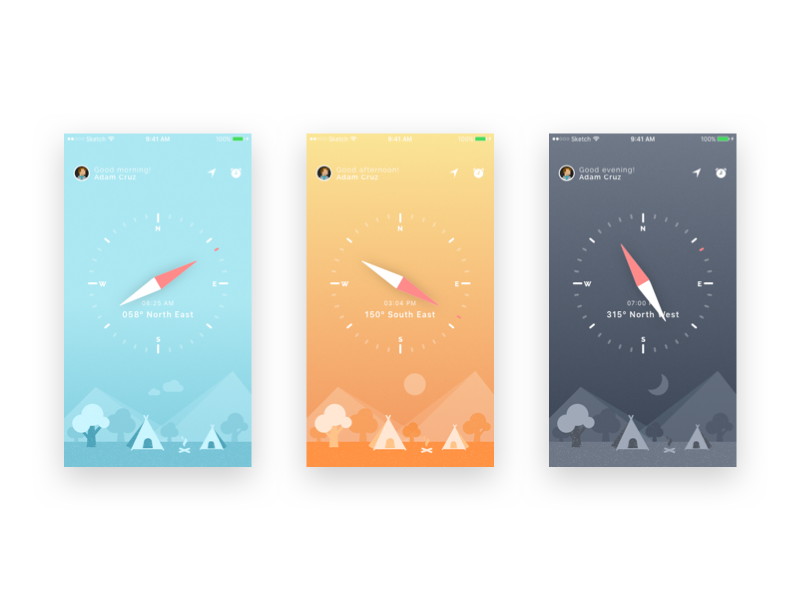 Sketch 9:41 AM 100%
Good morning!
Adam Cruz
N
W E
08:25 AM
058° North East
S
Sketch 9:41 AM 100%
Good afternoon!
Adam Cruz
N
W E
03:04 PM
150° South East
S
Sketch 9:41 AM 100%
Good evening!
Adam Cruz
N
W E
07:00
315° North West
S